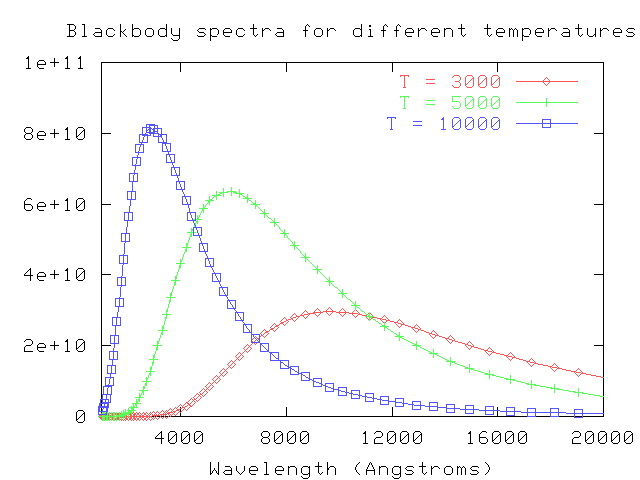 Blackbody spectra for different temperatures
1e+11
8e+10
6e+10
4e+10
2e+10
0
T = 3000
T = 5000
T = 10000
4000 8000 12000 16000 20000
Wavelength (Angstroms)